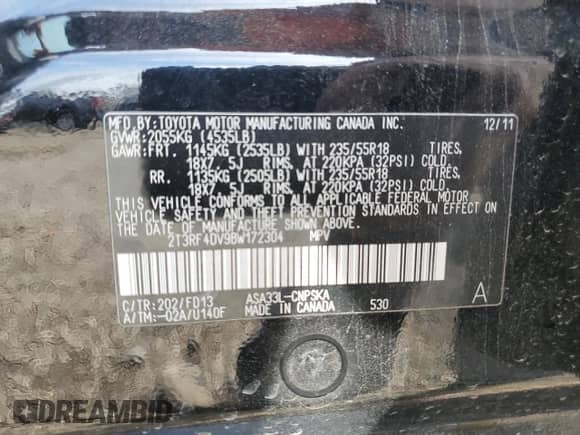 MFD.BY:TOYOTA MOTOR MANUFACTURING CANADA INC. 12/11
GVWR:2055KG (4535LB)
GAWR:FRT. 1145KG (2535LB) WITH 235/55R18 TIRES,
18X7.5J RIMS, AT 220KPA (32PSI) COLD.
RR. 1135KG (2505LB) WITH 235/55R18 TIRES,
18X7.5J RIMS, AT 220KPA (32PSI) COLD.
THIS VEHICLE CONFORMS TO ALL APPLICABLE FEDERAL MOTOR
VEHICLE SAFETY AND THEFT PREVENTION STANDARDS IN EFFECT
ON THE DATE OF MANUFACTURE SHOWN ABOVE.
2T3RF4DV9BW172304 MPV
C/TR:202/FD13 ASA33L-CNPSKA
A/TM:-02A/U140F MADE IN CANADA 530 A
DREAMBID